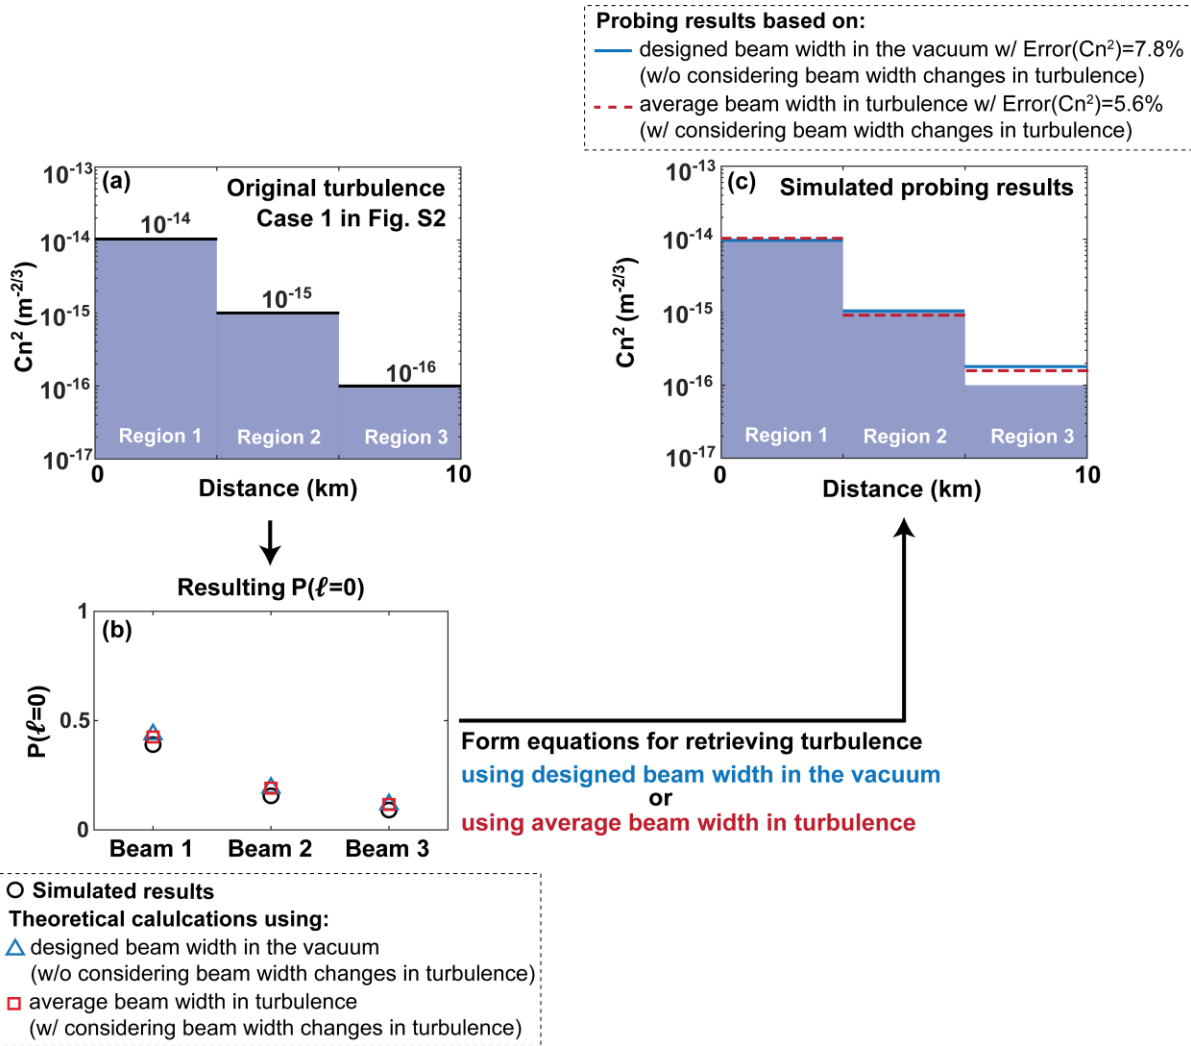 Probing results based on:
designed beam width in the vacuum w/ Error(Cn²)=7.8%
(w/o considering beam width changes in turbulence)
average beam width in turbulence w/ Error(Cn²)=5.6%
(w/ considering beam width changes in turbulence)
(a)
Original turbulence
Case 1 in Fig. S2
10⁻¹³
10⁻¹⁴
10⁻¹⁵
10⁻¹⁶
10⁻¹⁷
Cn² (m⁻²ᐟ³)
10⁻¹⁴
10⁻¹⁵
10⁻¹⁶
Region 1
Region 2
Region 3
0
10
Distance (km)
(c)
Simulated probing results
10⁻¹³
10⁻¹⁴
10⁻¹⁵
10⁻¹⁶
10⁻¹⁷
Cn² (m⁻²ᐟ³)
Region 1
Region 2
Region 3
0
10
Distance (km)
Resulting P(ℓ=0)
(b)
1
0.5
0
P(ℓ=0)
Beam 1
Beam 2
Beam 3
Form equations for retrieving turbulence
using designed beam width in the vacuum
or
using average beam width in turbulence
Simulated results
Theoretical calulcations using:
designed beam width in the vacuum
(w/o considering beam width changes in turbulence)
average beam width in turbulence
(w/ considering beam width changes in turbulence)